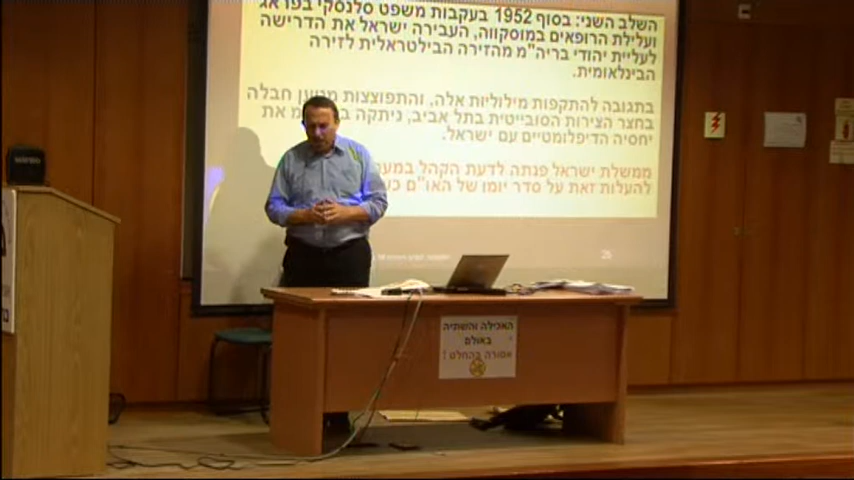 השלב השני: בסוף 1952 בעקבות משפט סלנסקי בפראג
ועלילת הרופאים במוסקווה, העבירה ישראל את הדרישה
לעליית יהודי בריה"מ מהזירה הבילטראלית לזירה
הבינלאומית.
בתגובה להתקפות מילוליות אלה, והתפוצצות מטען חבלה
בחצר הצירות הסובייטית בתל אביב, ניתקה את
יחסיה הדיפלומטיים עם ישראל.
ממשלת ישראל פנתה לדעת הקהל
להעלות זאת על סדר יומו של האו"ם
האכילה והשתיה
באולם
אסורה בהחלט!